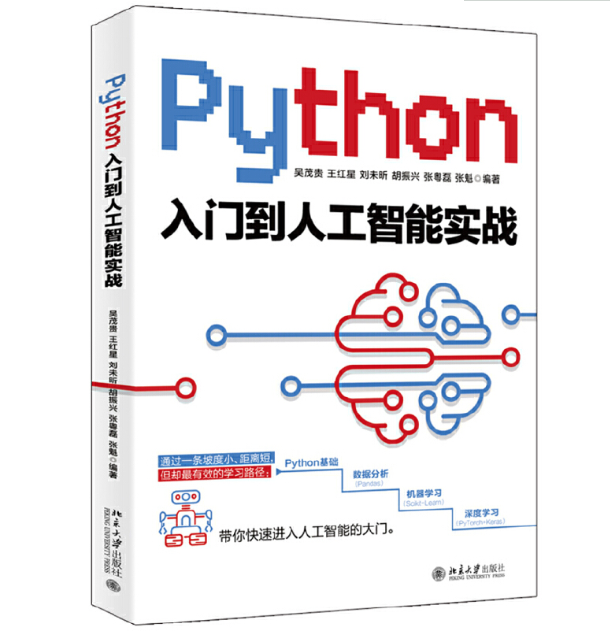 Python
吴茂贵 王红星 刘未昕 胡振兴 张粤磊 张魁◎编著
入门到人工智能实战
通过一条坡度小、距离短,
但却最有效的学习路径:
Python基础
数据分析
(Pandas)
机器学习
(Scikit-Learn)
深度学习
(PyTorch+Keras)
带你快速进入人工智能的大门。
北京大学出版社
PEKING UNIVERSITY PRESS
Python 入门到人工智能实战
吴茂贵 王红星 刘未昕 胡振兴 张粤磊 张魁◎编著
北京大学出版社
PEKING UNIVERSITY PRESS